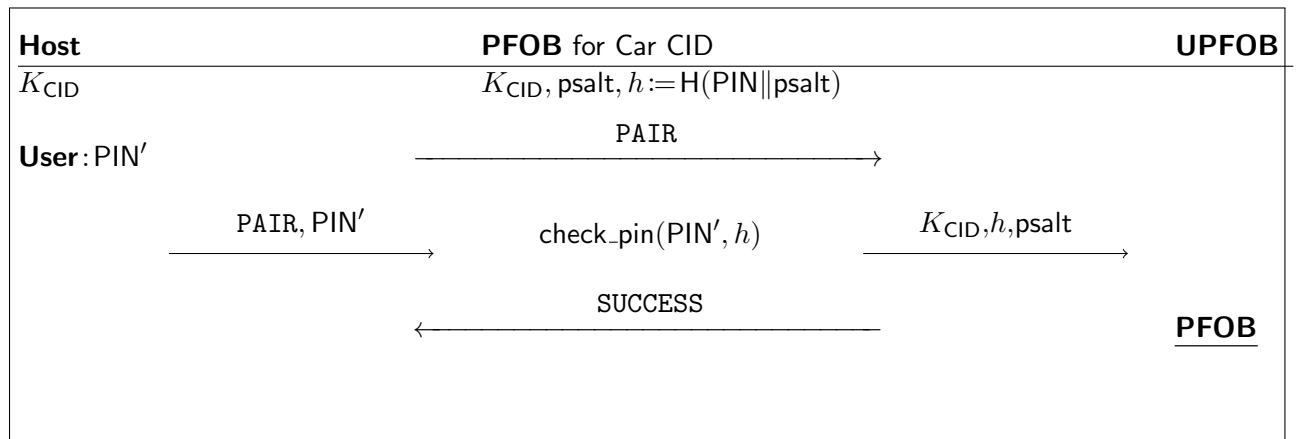 Host PFOB for Car CID UPFOB
K_CID K_CID, psalt, h := H(PIN‖psalt)
PAIR
User: PIN′
PAIR, PIN′ check_pin(PIN′, h) K_CID,h,psalt
SUCCESS
PFOB